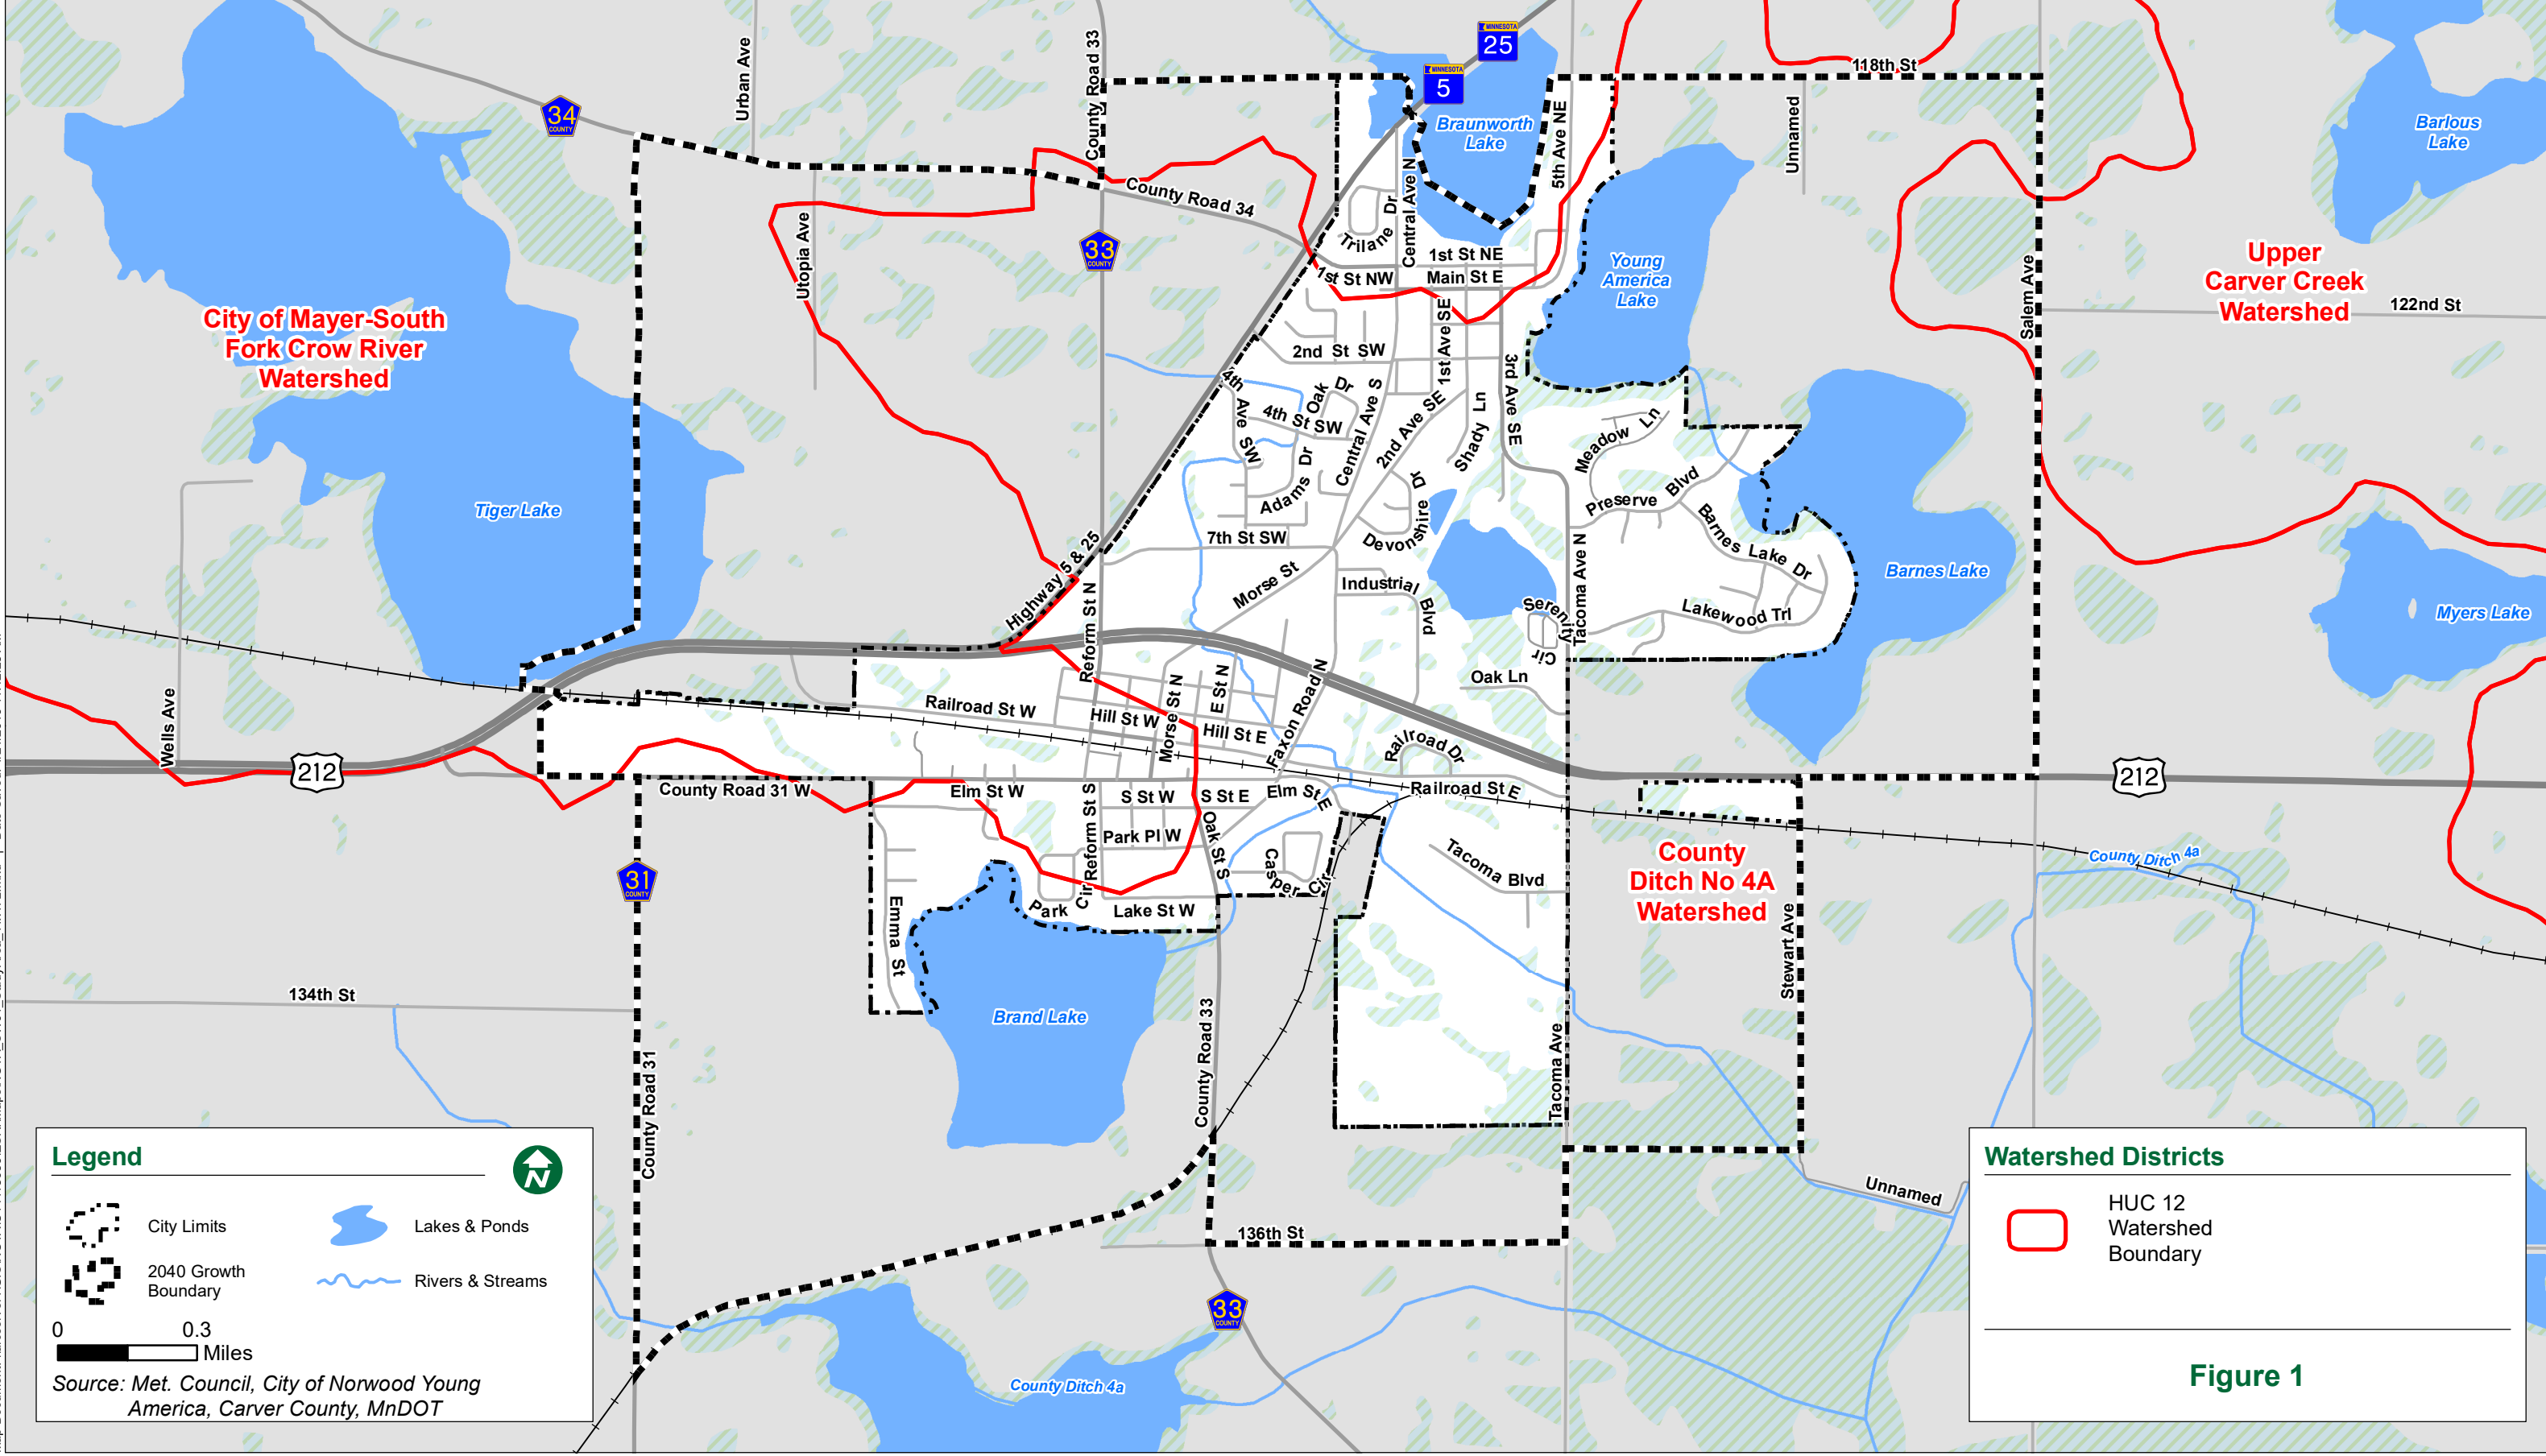 MINNESOTA
25
MINNESOTA
5
118th St
Urban Ave
County Road 33
34
COUNTY
Braunworth
Lake
5th Ave NE
Unnamed
Barlous
Lake
County Road 34
Central Ave N
Trilane Dr
Utopia Ave
33
COUNTY
1st St NE
1st St NW
Main St E
Young
America
Lake
Salem Ave
Upper
Carver Creek
Watershed
122nd St
City of Mayer-South
Fork Crow River
Watershed
2nd St SW
1st Ave SE
3rd Ave SE
4th Ave SW
Oak Dr
4th St SW
Central Ave S
2nd Ave SE
Shady Ln
Meadow Ln
Adams Dr
Devonshire Dr
Preserve Blvd
Barnes Lake Dr
Tiger Lake
7th St SW
Highway 5 & 25
Morse St
Industrial Blvd
Tacoma Ave N
Barnes Lake
Serenity Cir
Lakewood Trl
Myers Lake
Reform St N
Oak Ln
Wells Ave
Railroad St W
Hill St W
Morse St N
E St N
Hill St E
Faxon Road N
Railroad Dr
212
212
County Road 31 W
Elm St W
S St W
S St E
Elm St E
Railroad St E
Reform St S
Park Pl W
Oak St S
Casper Cir
Tacoma Blvd
County
Ditch No 4A
Watershed
County Ditch 4a
31
COUNTY
Emma St
Park Cir
Lake St W
Stewart Ave
134th St
Brand Lake
County Road 33
Tacoma Ave
County Road 31
Unnamed
136th St
33
COUNTY
County Ditch 4a
Legend
N
City Limits
Lakes & Ponds
2040 Growth
Boundary
Rivers & Streams
0 0.3
Miles
Source: Met. Council, City of Norwood Young
America, Carver County, MnDOT
Watershed Districts
HUC 12
Watershed
Boundary
Figure 1